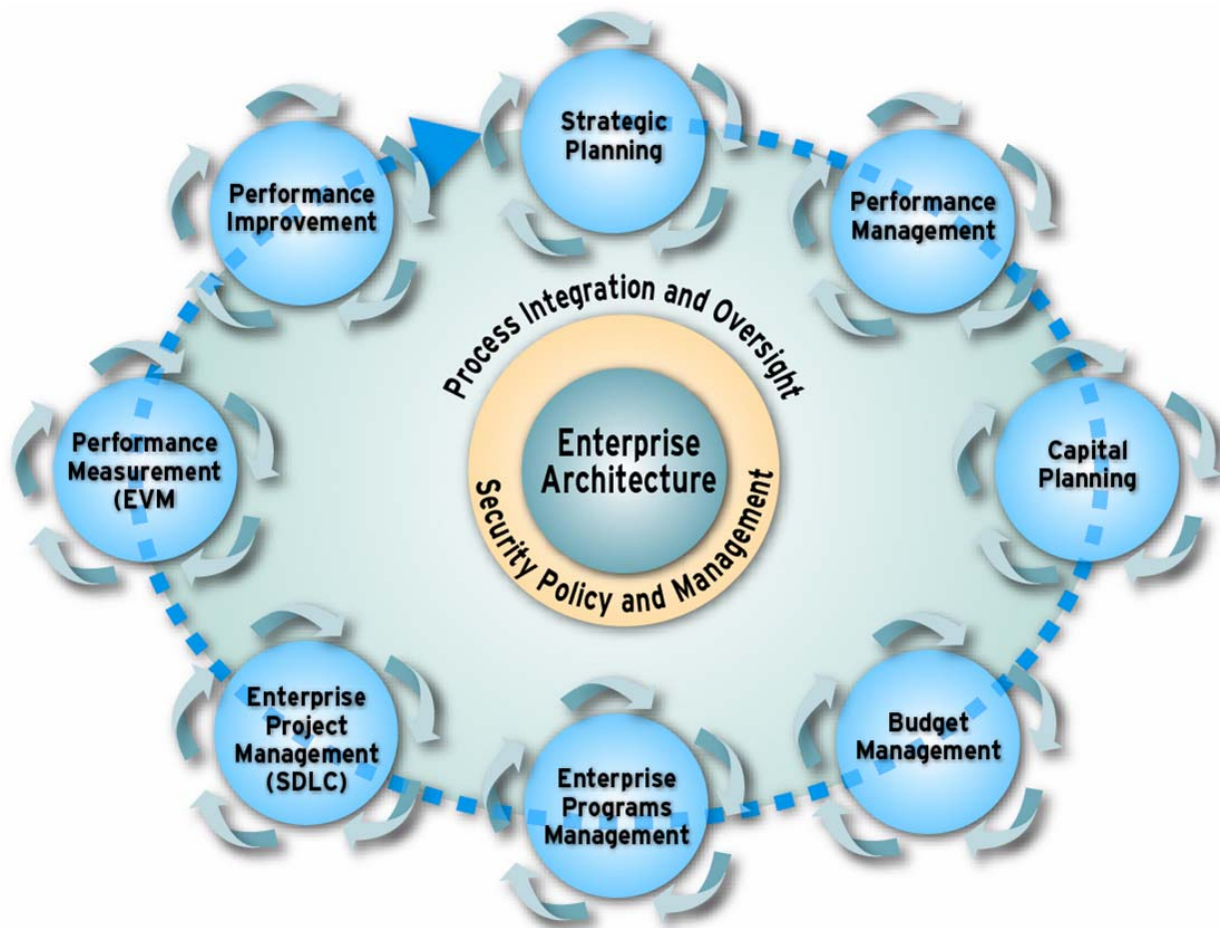 Strategic
Planning
Performance
Management
Capital
Planning
Budget
Management
Enterprise
Programs
Management
Enterprise
Project
Management
(SDLC)
Performance
Measurement
(EVM
Performance
Improvement
Process Integration and Oversight
Enterprise
Architecture
Security Policy and Management